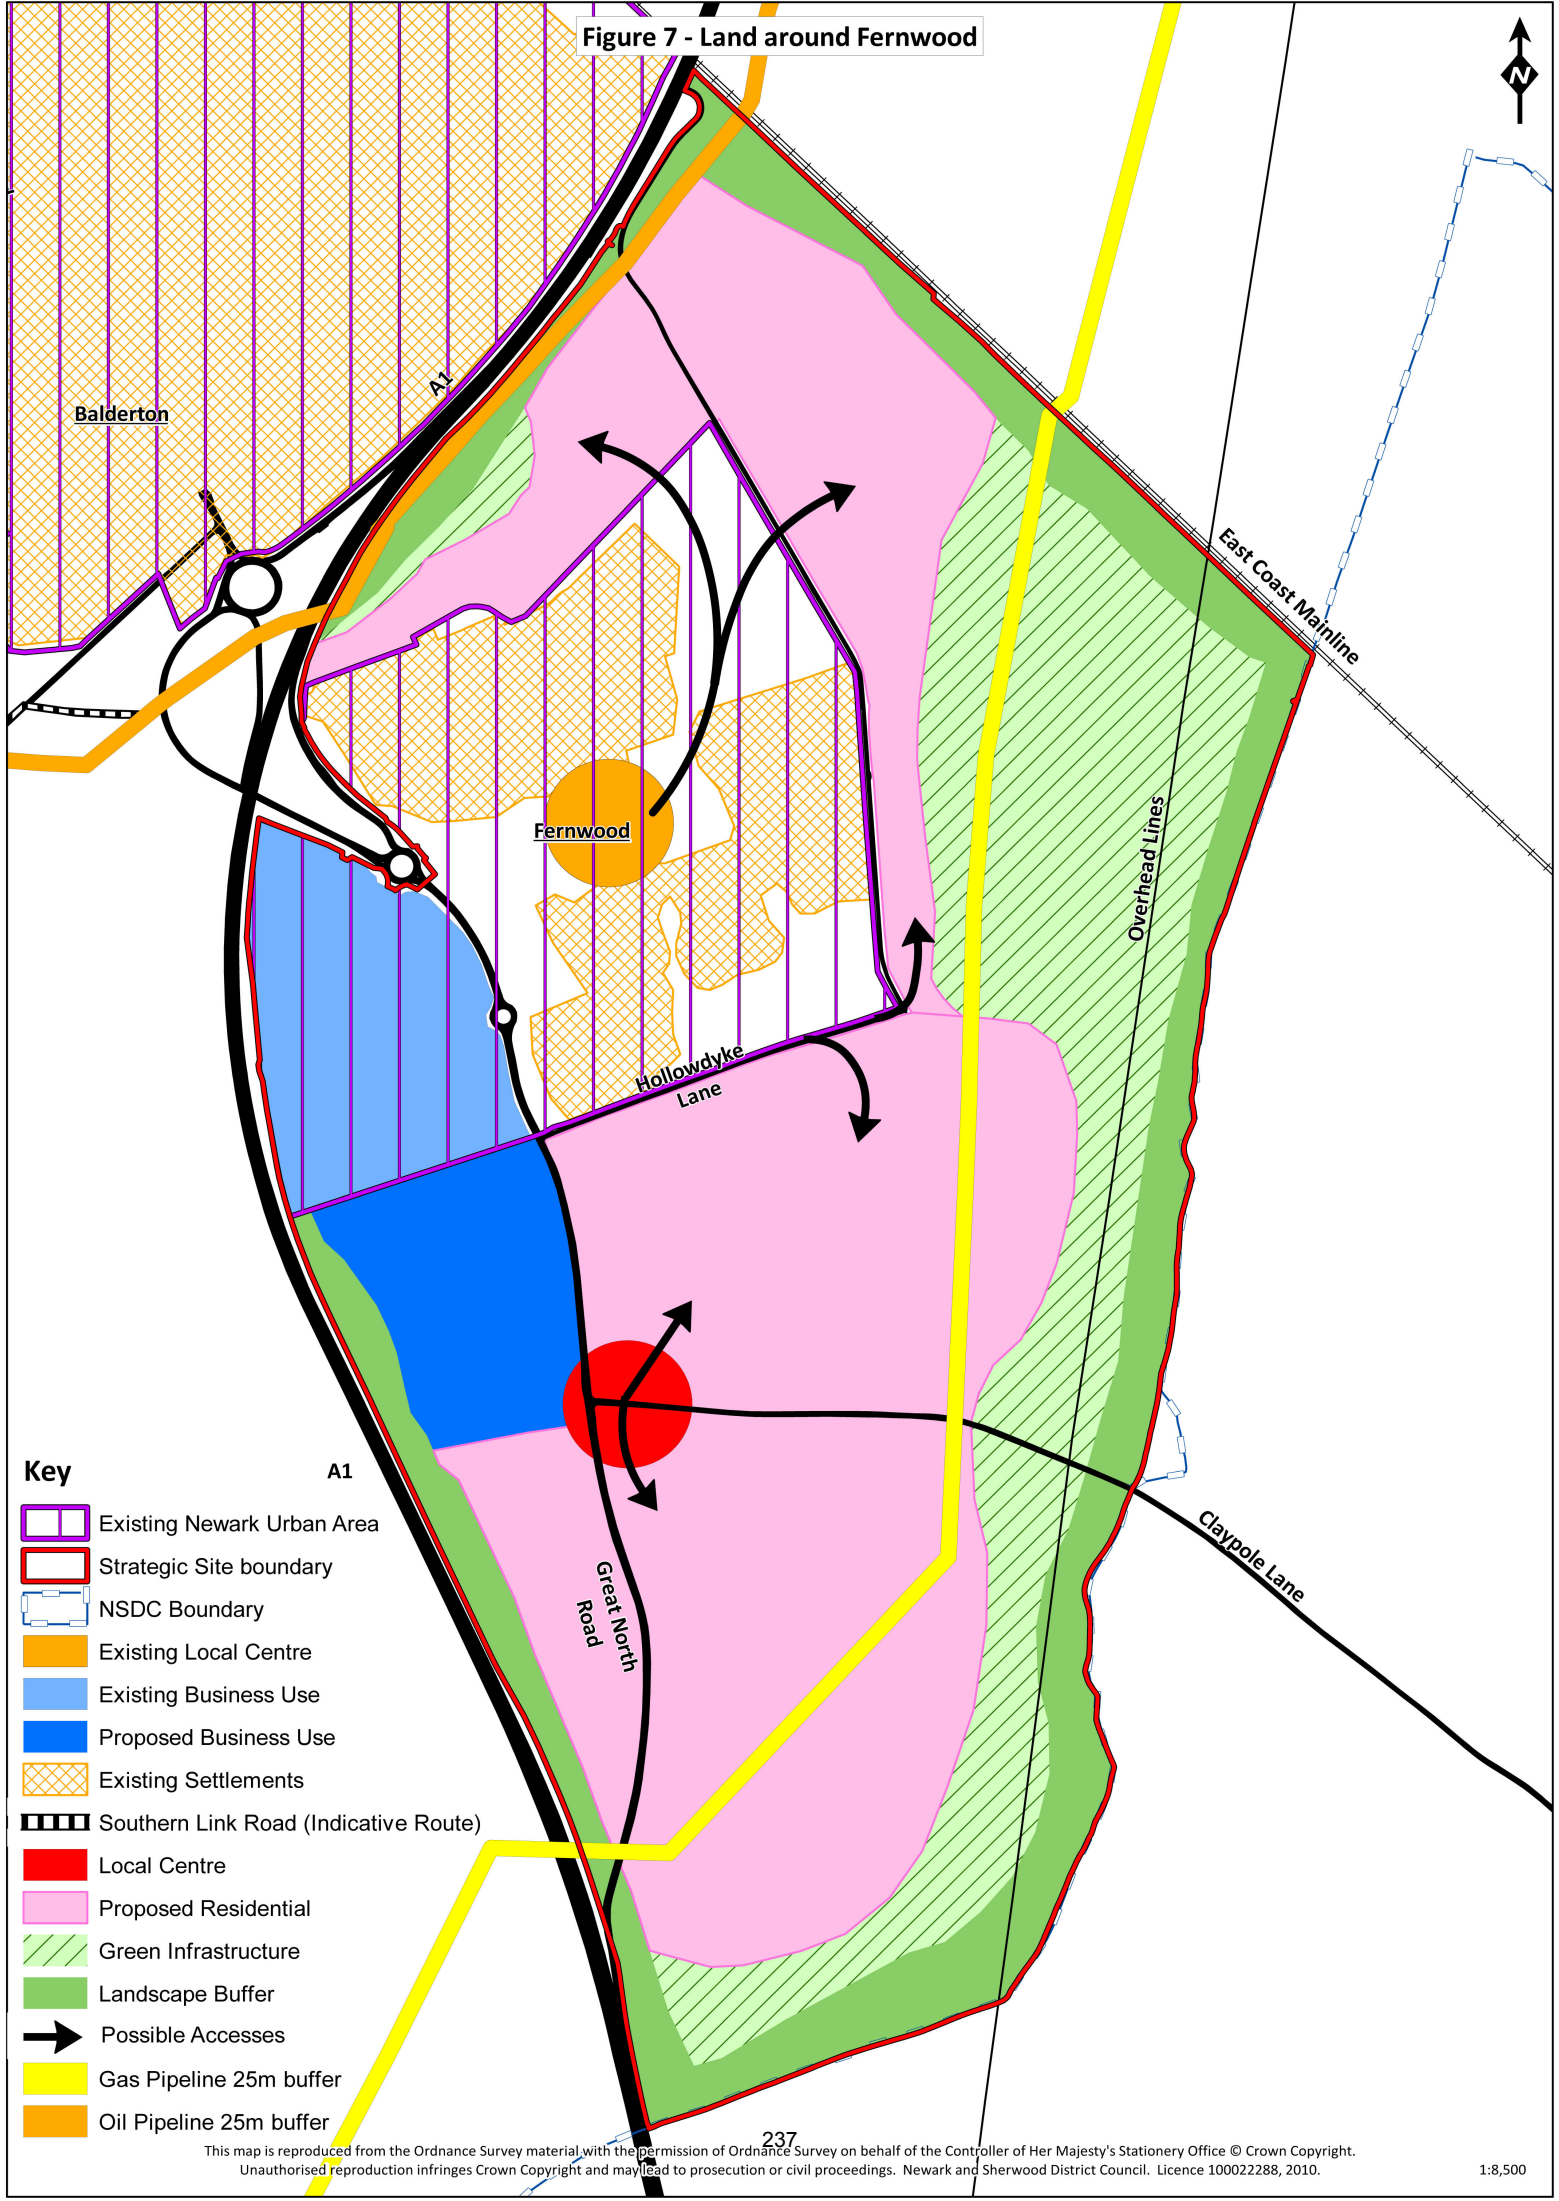 Figure 7 - Land around Fernwood
N
A1
Balderton
East Coast Mainline
Overhead Lines
Fernwood
Hollowdyke
Lane
Great North
Road
Claypole Lane
A1
Key
Existing Newark Urban Area
Strategic Site boundary
NSDC Boundary
Existing Local Centre
Existing Business Use
Proposed Business Use
Existing Settlements
Southern Link Road (Indicative Route)
Local Centre
Proposed Residential
Green Infrastructure
Landscape Buffer
Possible Accesses
Gas Pipeline 25m buffer
Oil Pipeline 25m buffer
237
This map is reproduced from the Ordnance Survey material with the permission of Ordnance Survey on behalf of the Controller of Her Majesty's Stationery Office © Crown Copyright.
Unauthorised reproduction infringes Crown Copyright and may lead to prosecution or civil proceedings. Newark and Sherwood District Council. Licence 100022288, 2010.
1:8,500